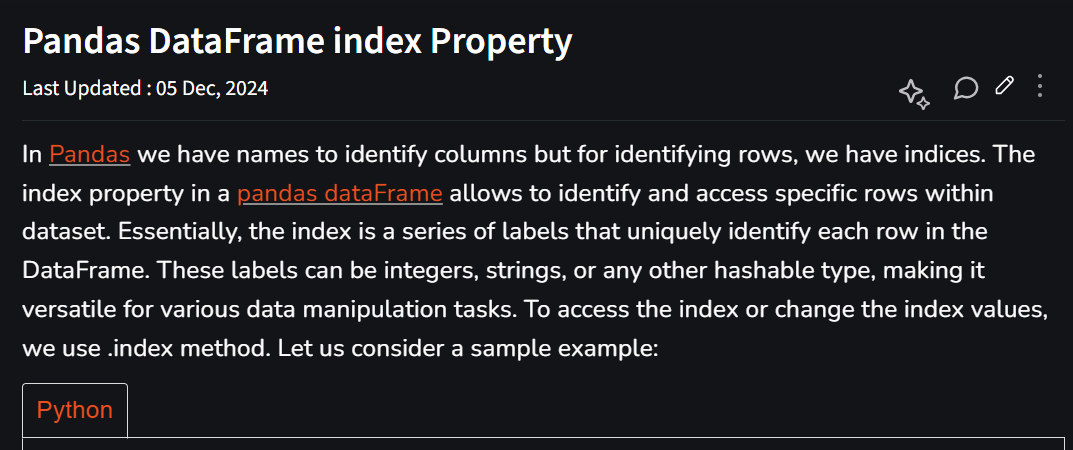 Pandas DataFrame index Property
Last Updated : 05 Dec, 2024
In Pandas we have names to identify columns but for identifying rows, we have indices. The
index property in a pandas dataFrame allows to identify and access specific rows within
dataset. Essentially, the index is a series of labels that uniquely identify each row in the
DataFrame. These labels can be integers, strings, or any other hashable type, making it
versatile for various data manipulation tasks. To access the index or change the index values,
we use .index method. Let us consider a sample example:
Python